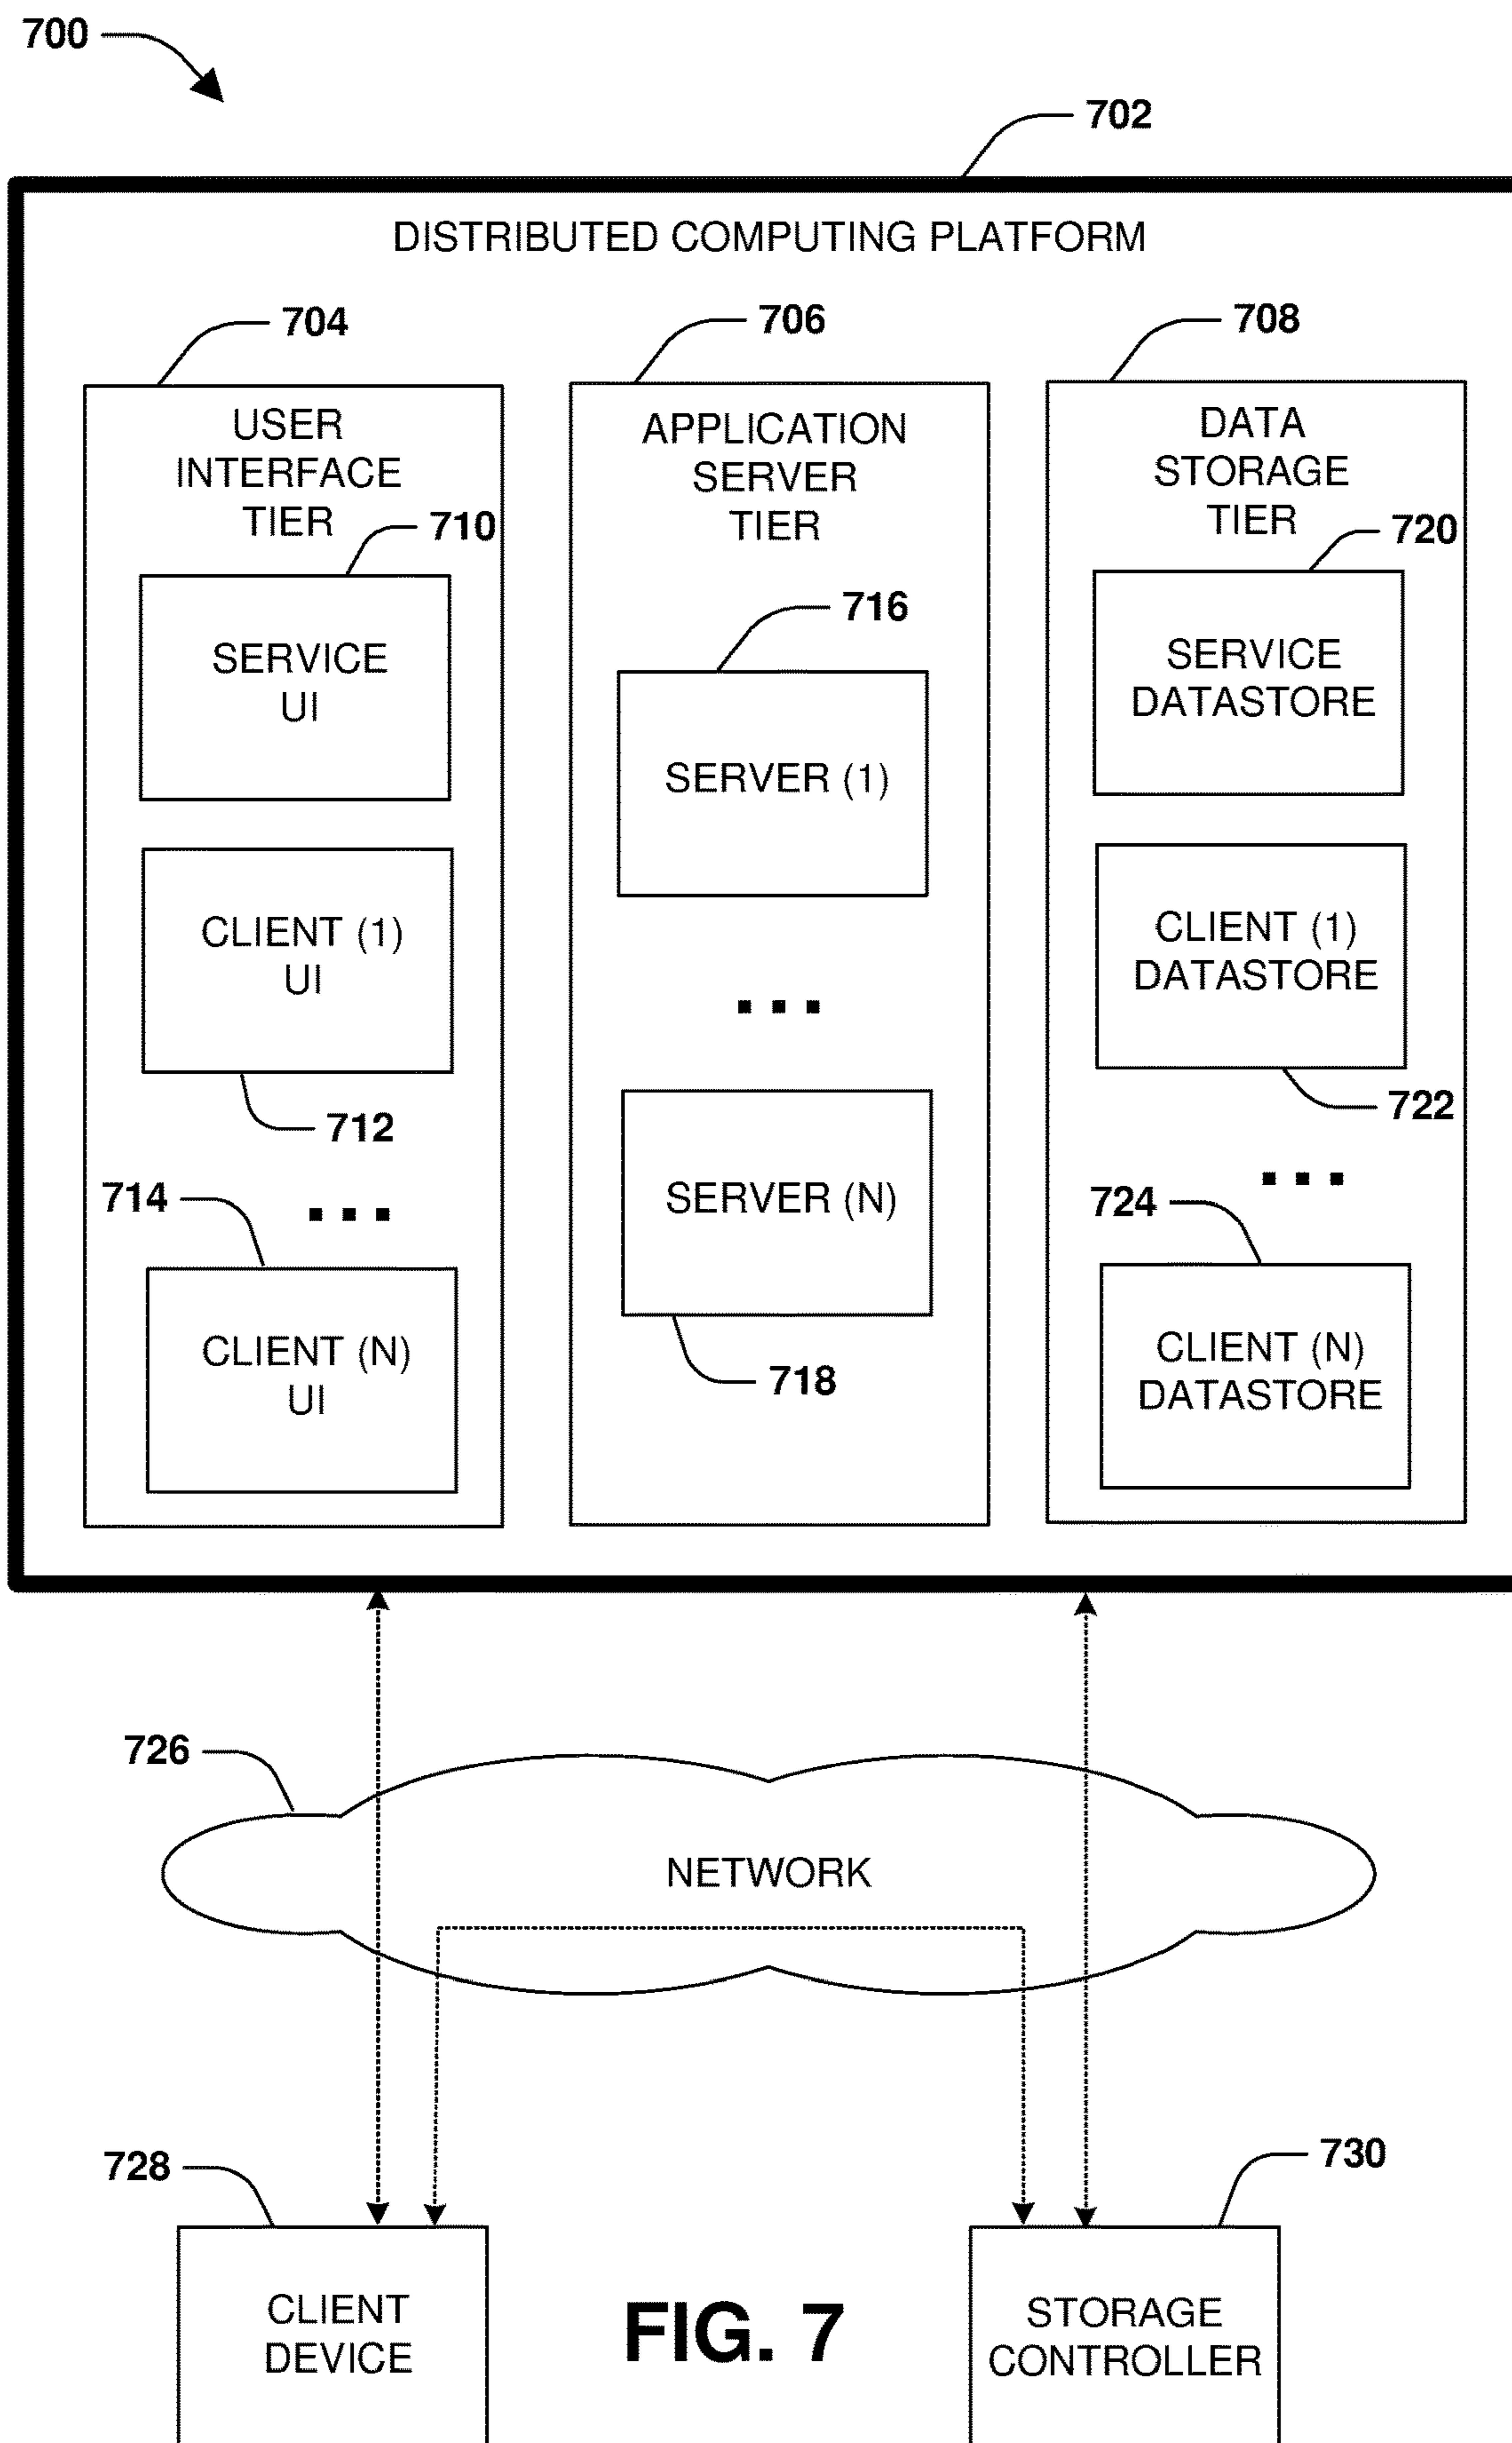 700
702
DISTRIBUTED COMPUTING PLATFORM
704
USER
INTERFACE
TIER
710
SERVICE
UI
CLIENT (1)
UI
712
714
▪ ▪ ▪
CLIENT (N)
UI
706
APPLICATION
SERVER
TIER
716
SERVER (1)
▪ ▪ ▪
SERVER (N)
718
708
DATA
STORAGE
TIER
720
SERVICE
DATASTORE
CLIENT (1)
DATASTORE
722
▪ ▪ ▪
724
CLIENT (N)
DATASTORE
726
NETWORK
728
CLIENT
DEVICE
730
STORAGE
CONTROLLER
FIG. 7